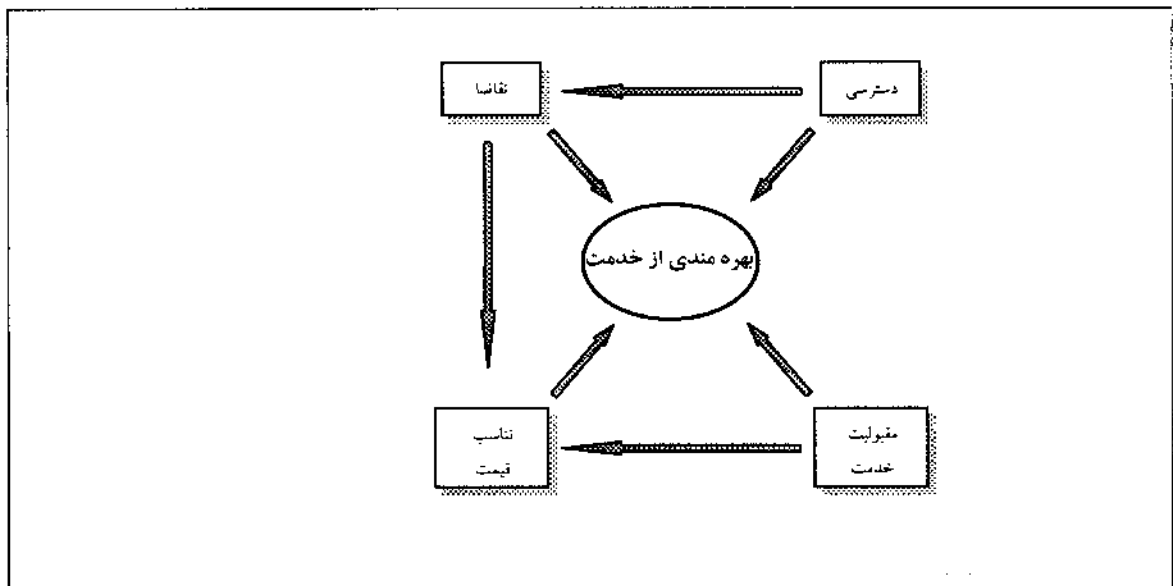 دسترسی
تقاضا
بهره مندی از خدمت
مقبولیت
خدمت
تناسب
قیمت